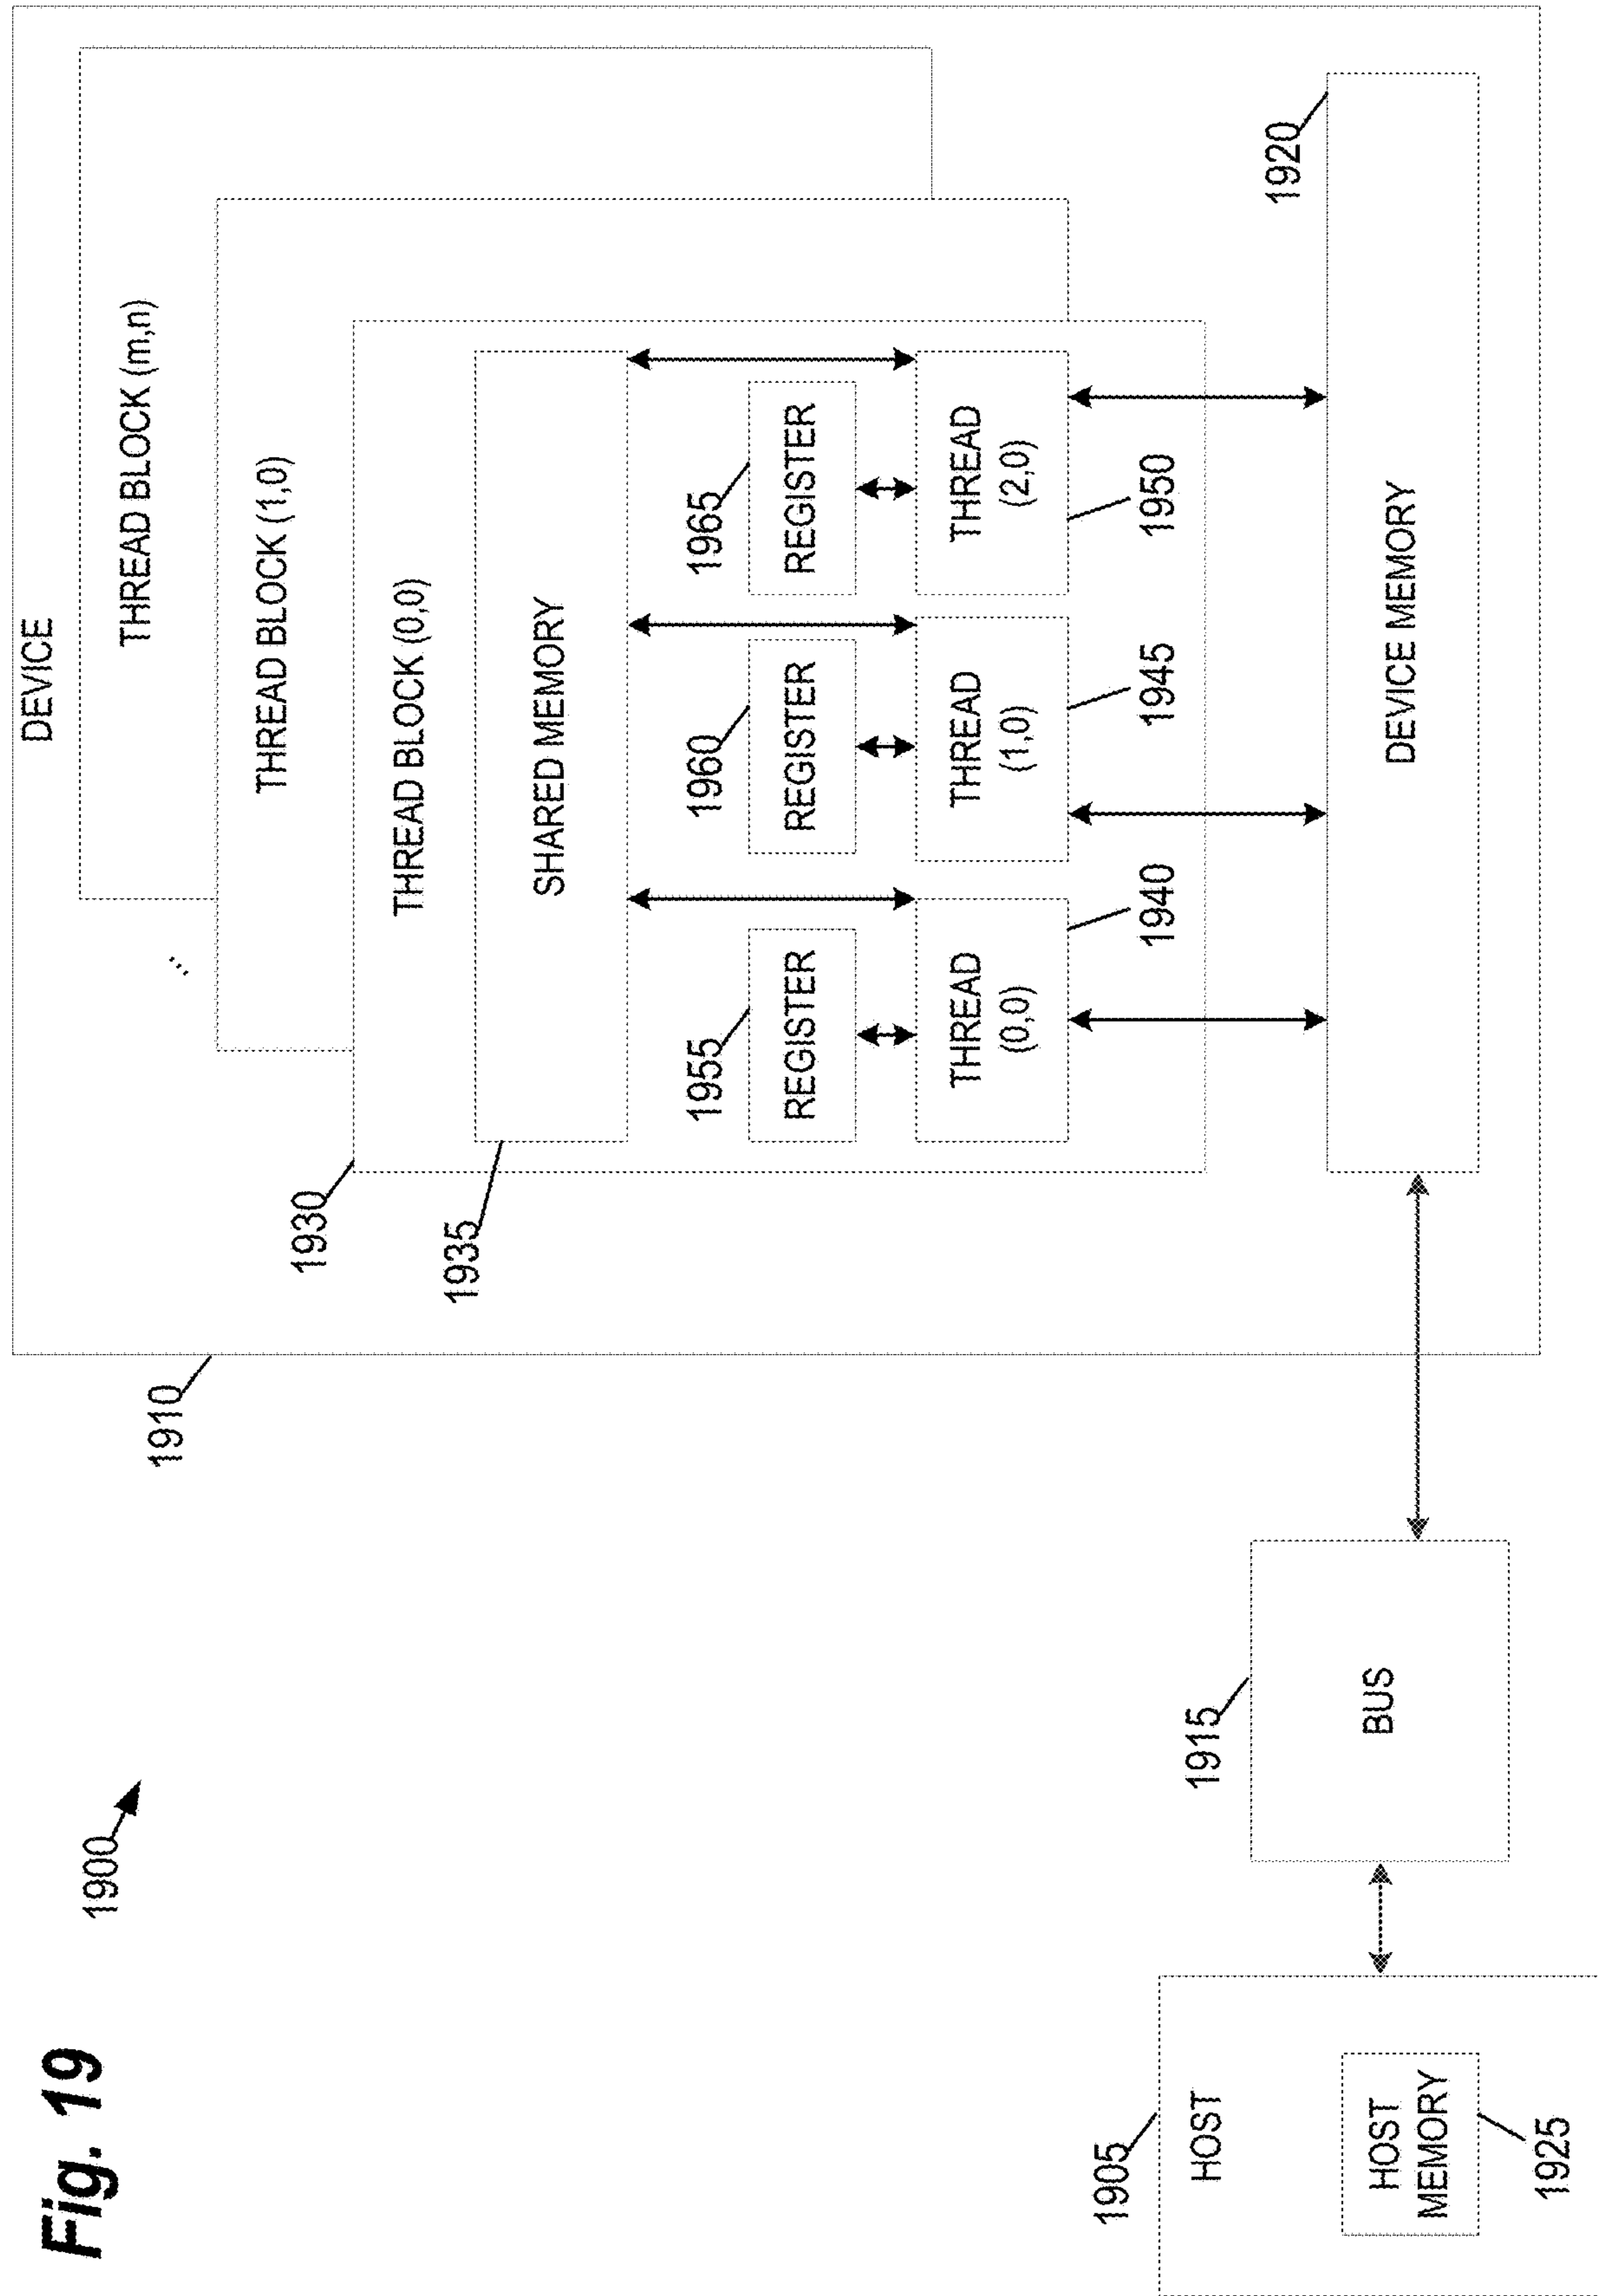 Fig. 19
1900
DEVICE
1910
THREAD BLOCK (m,n)
...
THREAD BLOCK (1,0)
1930
THREAD BLOCK (0,0)
1935
SHARED MEMORY
1955
1960
1965
REGISTER
REGISTER
REGISTER
THREAD
(0,0)
THREAD
(1,0)
THREAD
(2,0)
1940
1945
1950
1920
DEVICE MEMORY
1915
BUS
1905
HOST
HOST
MEMORY
1925